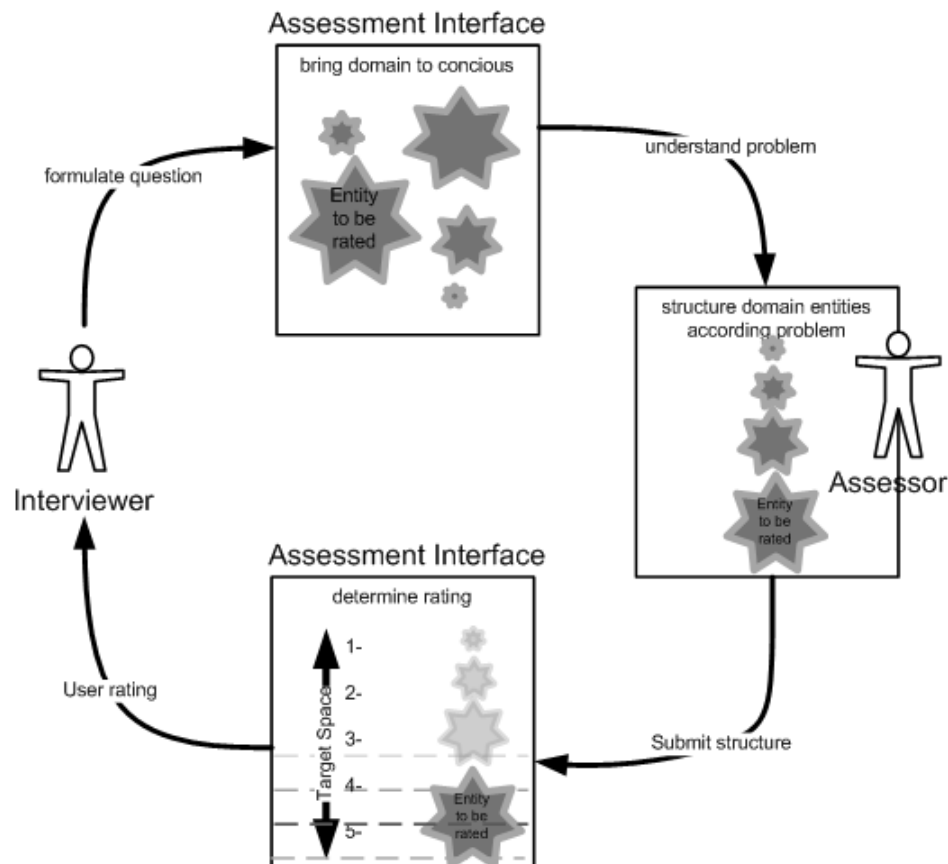 Assessment Interface
bring domain to concious
Entity
to be
rated
formulate question
understand problem
structure domain entities
according problem
Entity
to be
rated
Assessor
Interviewer
Assessment Interface
determine rating
Target Space
1-
2-
3-
4-
5-
Entity
to be
rated
User rating
Submit structure